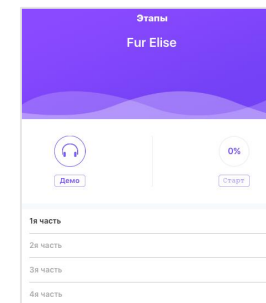 Этапы
Fur Elise
0%
Демо
Старт
1я часть
2я часть
3я часть
4я часть